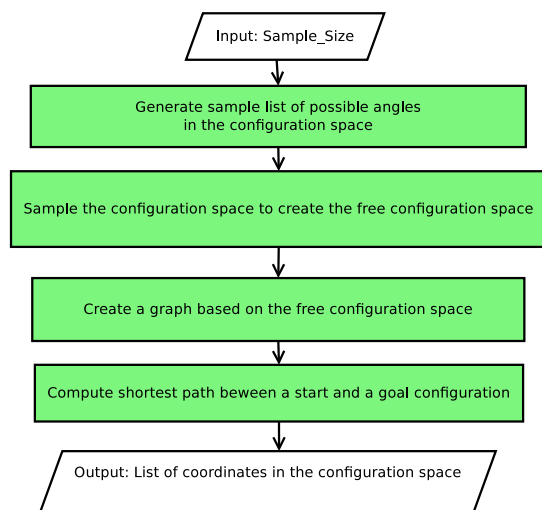 Input: Sample_Size
Generate sample list of possible angles
in the configuration space
Sample the configuration space to create the free configuration space
Create a graph based on the free configuration space
Compute shortest path beween a start and a goal configuration
Output: List of coordinates in the configuration space